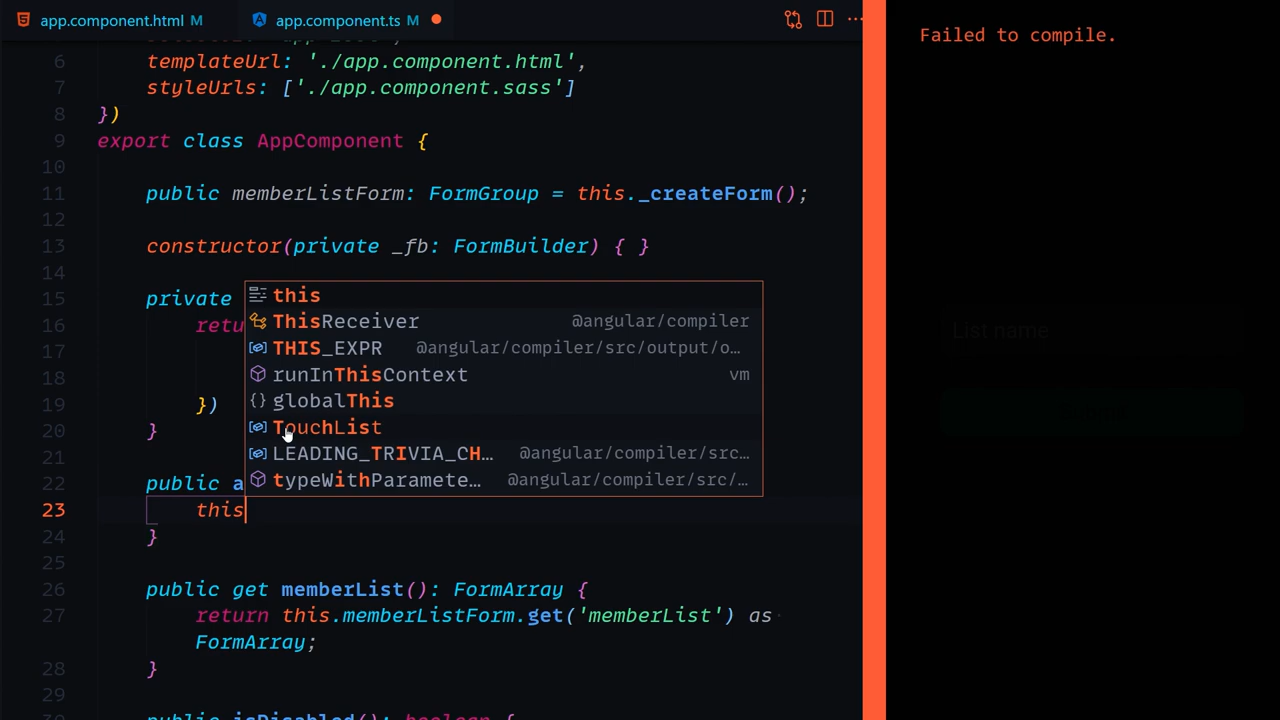 app.component.html M app.component.ts M
6 templateUrl: './app.component.html',
7 styleUrls: ['./app.component.sass']
8 })
9 export class AppComponent {
10
11 public memberListForm: FormGroup = this._createForm();
12
13 constructor(private _fb: FormBuilder) { }
14
15 private
16 retu
17
18
19 })
20 }
21
22 public a
23 this
24 }
25
26 public get memberList(): FormArray {
27 return this.memberListForm.get('memberList') as
FormArray;
28 }
29
this
ThisReceiver @angular/compiler
THIS_EXPR @angular/compiler/src/output/o…
runInThisContext vm
globalThis
TouchList
LEADING_TRIVIA_CH… @angular/compiler/src…
typeWithParamete… @angular/compiler/src/…
Failed to compile.
List name